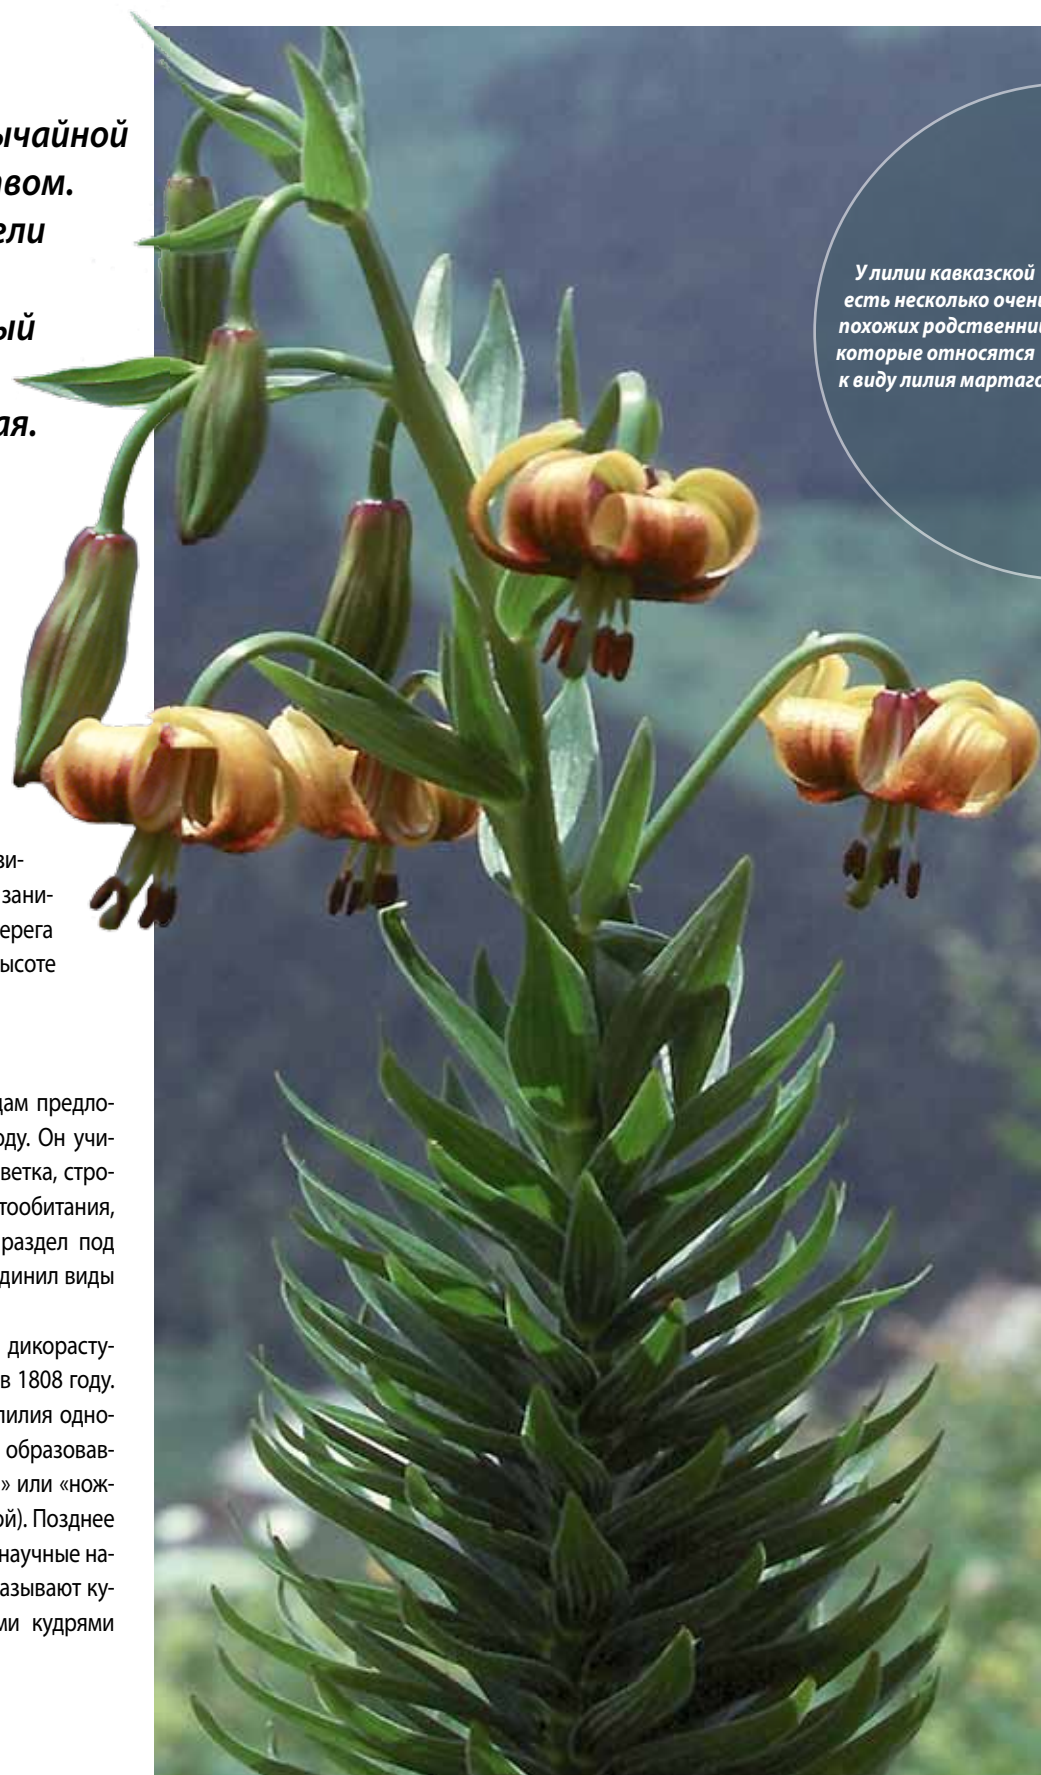 ычайной
твом.
ели
ый
ая.
ви-
зани-
ерега
ысоте
дам предло-
оду. Он учи-
ветка, стро-
тообитания,
раздел под
динил виды
дикорасту-
в 1808 году.
лилия одно-
образовав-
» или «нож-
ой). Позднее
научные на-
азывают ку-
ми кудрями
У лилии кавказской
есть несколько очень
похожих родственни
которые относятся
к виду лилия мартаго